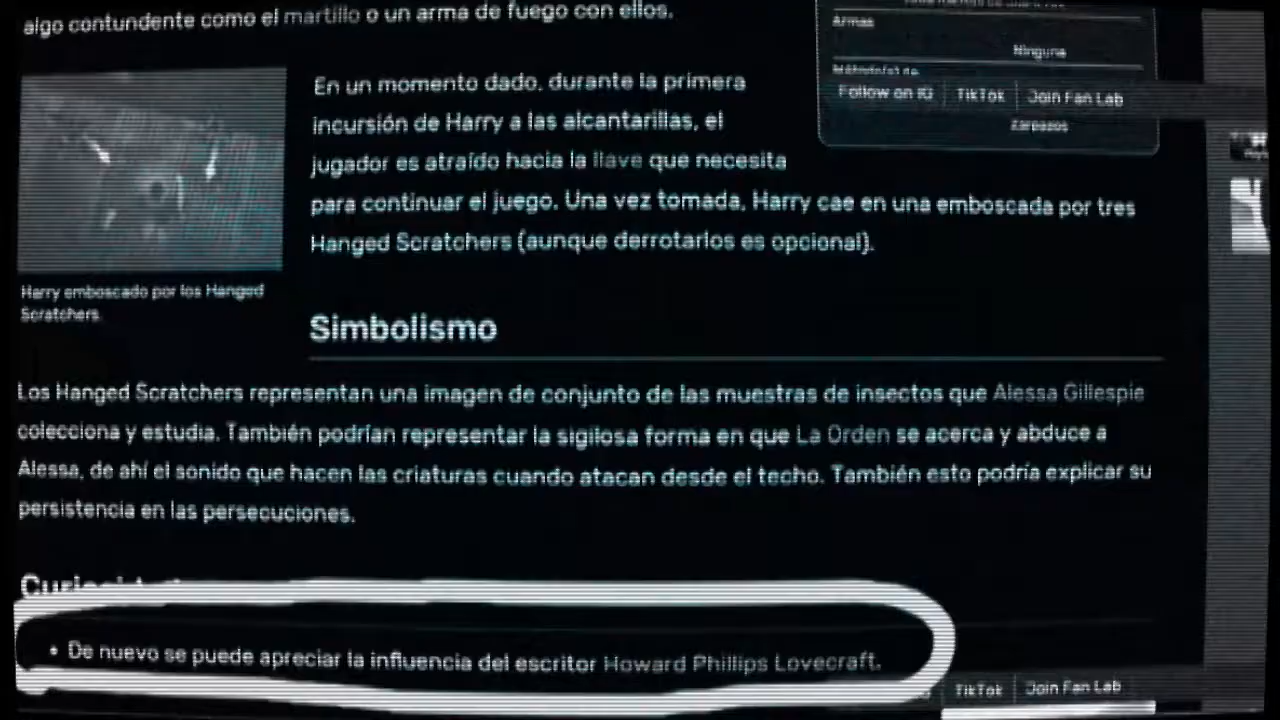 algo contundente como el martillo o un arma de fuego con ellos.
Armas
Ninguna
Follow on IG TikTok Join Fan Lab
Zarpazos
En un momento dado, durante la primera
incursión de Harry a las alcantarillas, el
jugador es atraído hacia la llave que necesita
para continuar el juego. Una vez tomada, Harry cae en una emboscada por tres
Hanged Scratchers (aunque derrotarlos es opcional).
Harry emboscado por los Hanged
Scratchers.
Simbolismo
Los Hanged Scratchers representan una imagen de conjunto de las muestras de insectos que Alessa Gillespie
colecciona y estudia. También podrían representar la sigilosa forma en que La Orden se acerca y abduce a
Alessa, de ahí el sonido que hacen las criaturas cuando atacan desde el techo. También esto podría explicar su
persistencia en las persecuciones.
• De nuevo se puede apreciar la influencia del escritor Howard Phillips Lovecraft.
TikTok Join Fan Lab